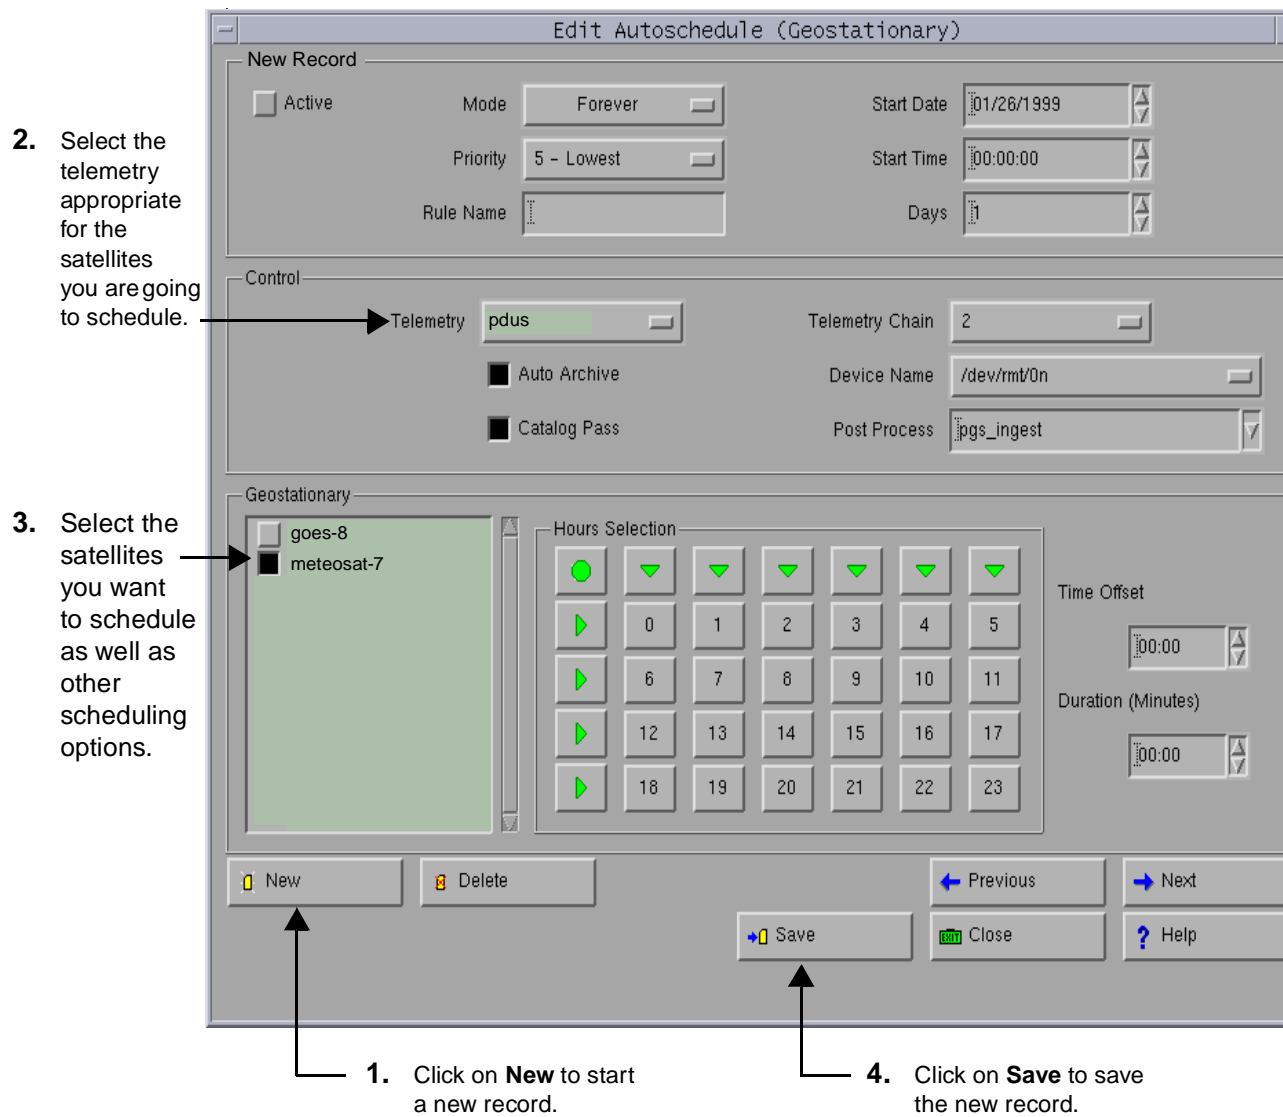 Edit Autoschedule (Geostationary)
New Record
Active
Mode
Forever
Start Date
01/26/1999
Priority
5 - Lowest
Start Time
00:00:00
Rule Name
Days
1
2. Select the
telemetry
appropriate
for the
satellites
you are going
to schedule.
Control
Telemetry
pdus
Telemetry Chain
2
Auto Archive
Device Name
/dev/rmt/0n
Catalog Pass
Post Process
pgs_ingest
3. Select the
satellites
you want
to schedule
as well as
other
scheduling
options.
Geostationary
goes-8
meteosat-7
Hours Selection
0 1 2 3 4 5
6 7 8 9 10 11
12 13 14 15 16 17
18 19 20 21 22 23
Time Offset
00:00
Duration (Minutes)
00:00
New
Delete
Previous
Next
Save
EXIT Close
? Help
1. Click on New to start
a new record.
4. Click on Save to save
the new record.